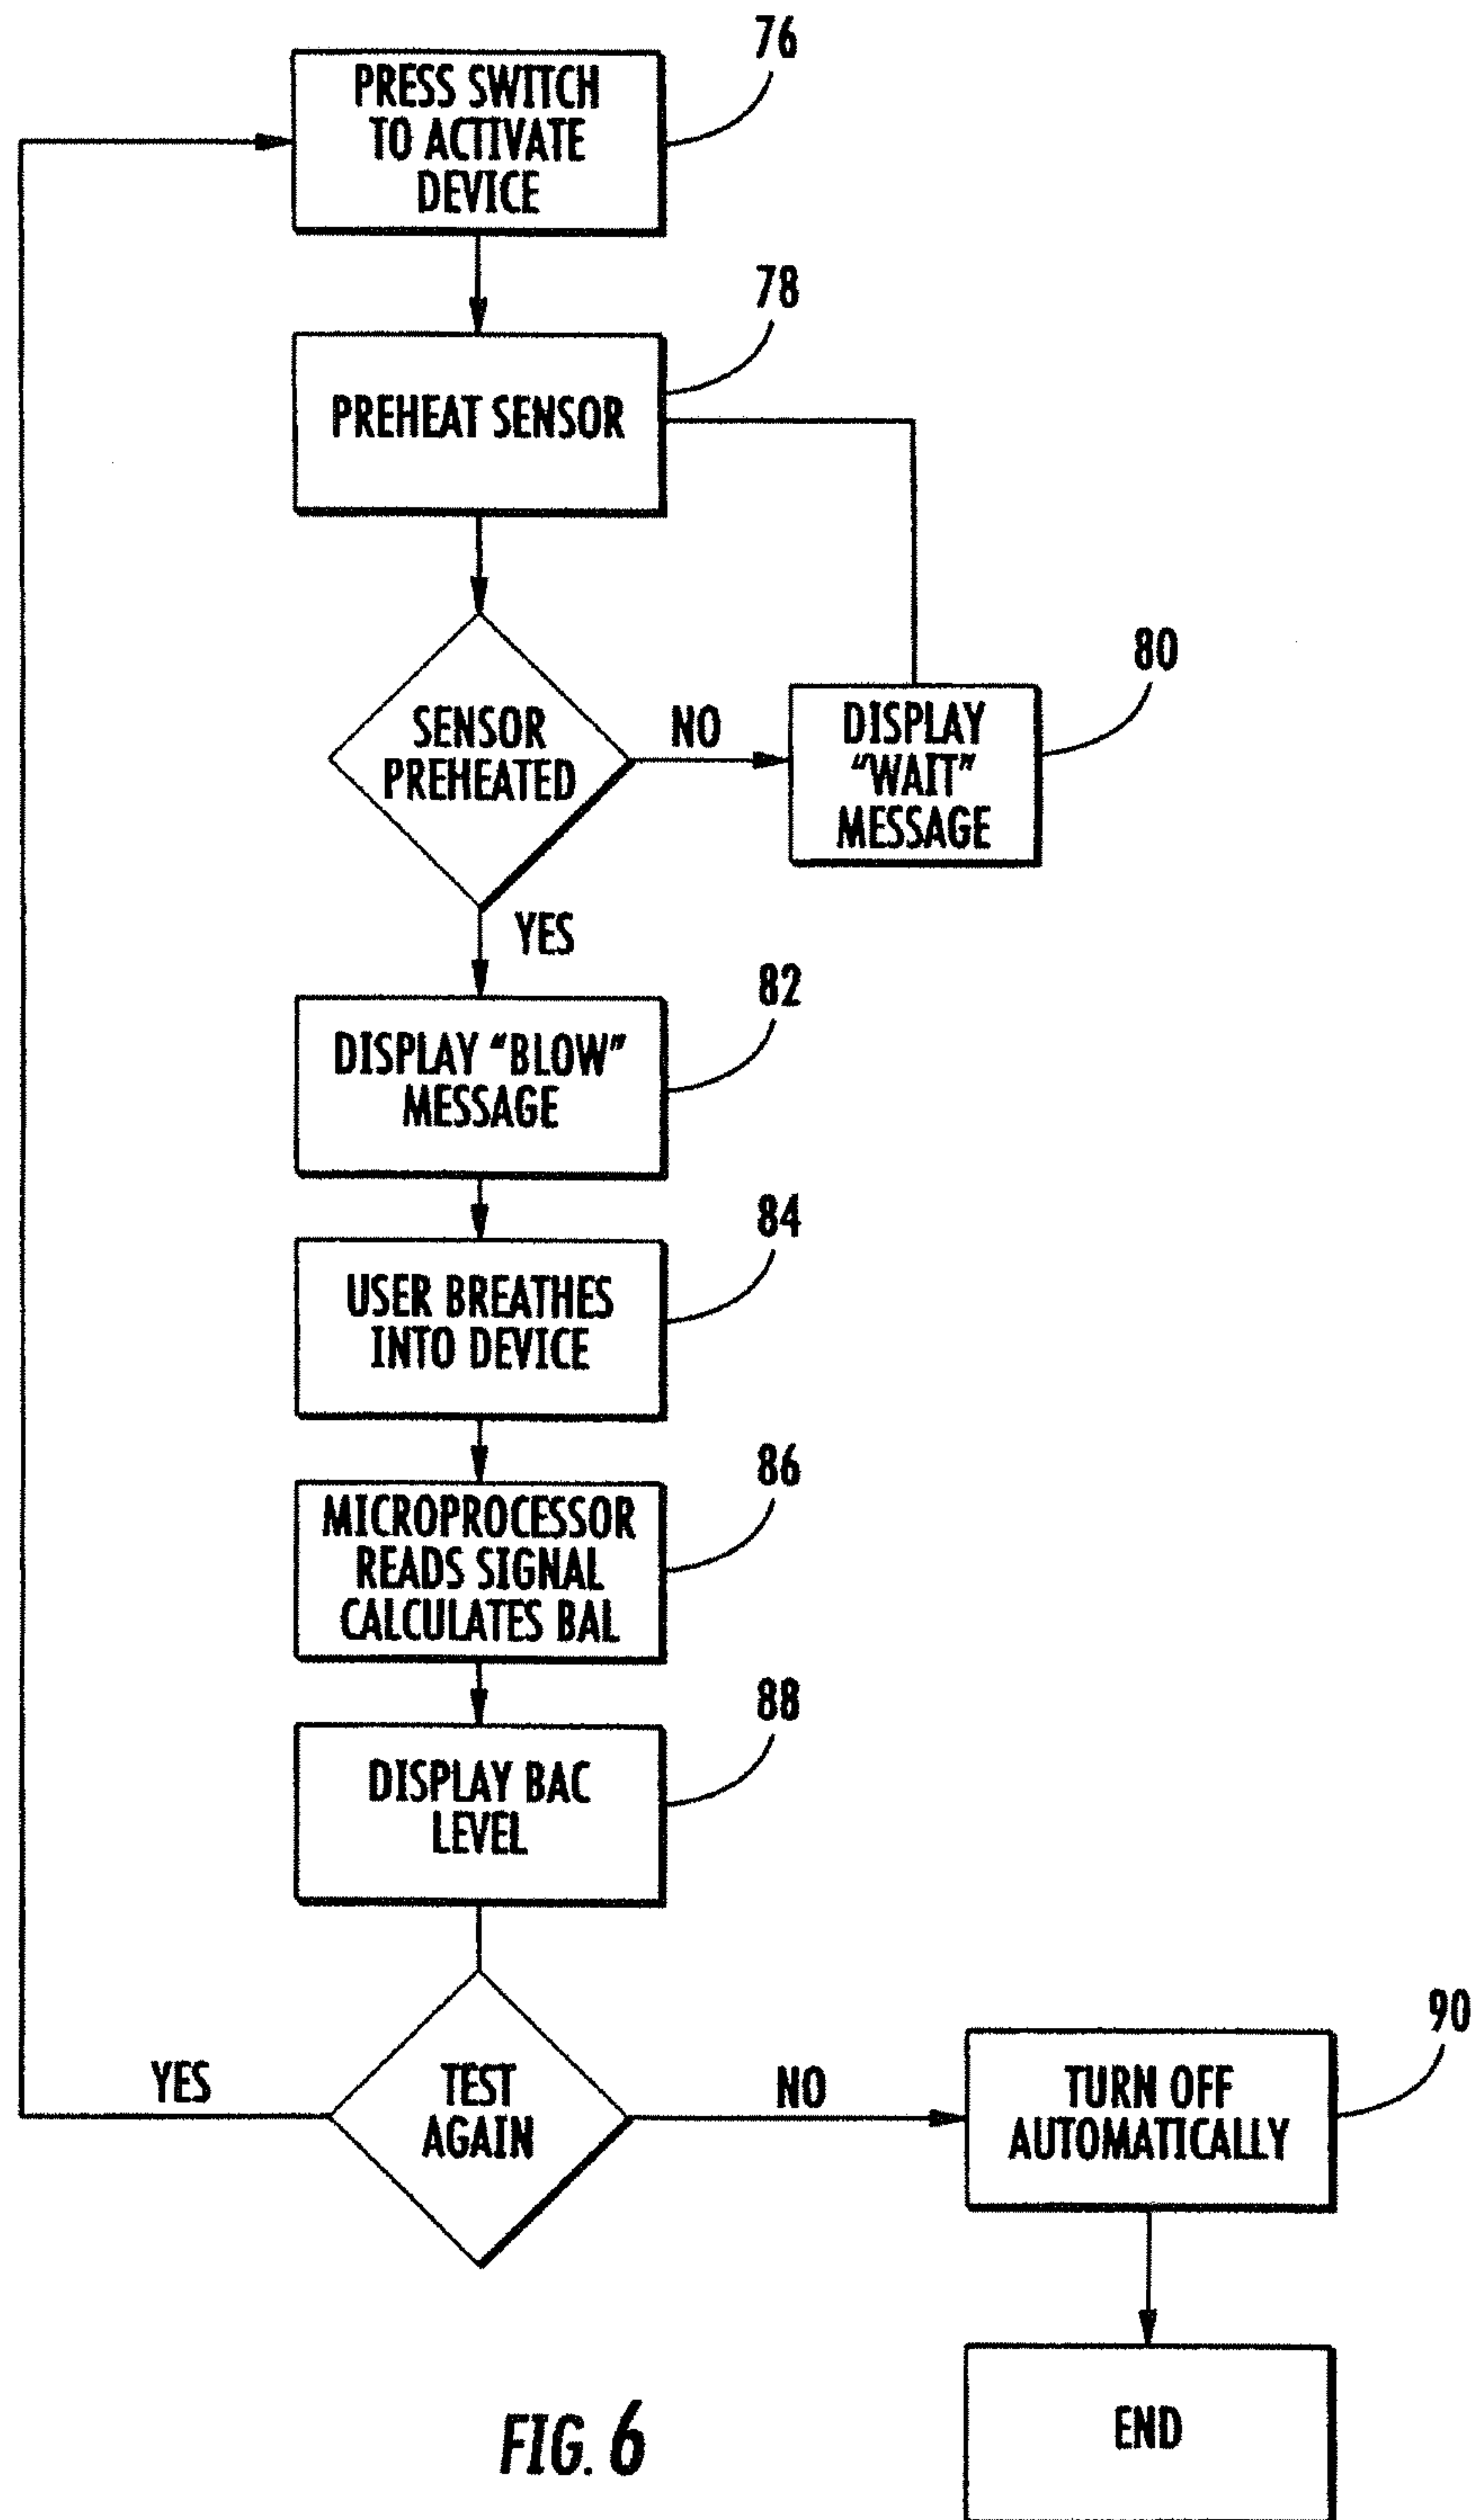 76
PRESS SWITCH
TO ACTIVATE
DEVICE
78
PREHEAT SENSOR
80
SENSOR
PREHEATED
NO
DISPLAY
"WAIT"
MESSAGE
YES
82
DISPLAY "BLOW"
MESSAGE
84
USER BREATHES
INTO DEVICE
86
MICROPROCESSOR
READS SIGNAL
CALCULATES BAL
88
DISPLAY BAC
LEVEL
90
YES
TEST
AGAIN
NO
TURN OFF
AUTOMATICALLY
END
FIG. 6